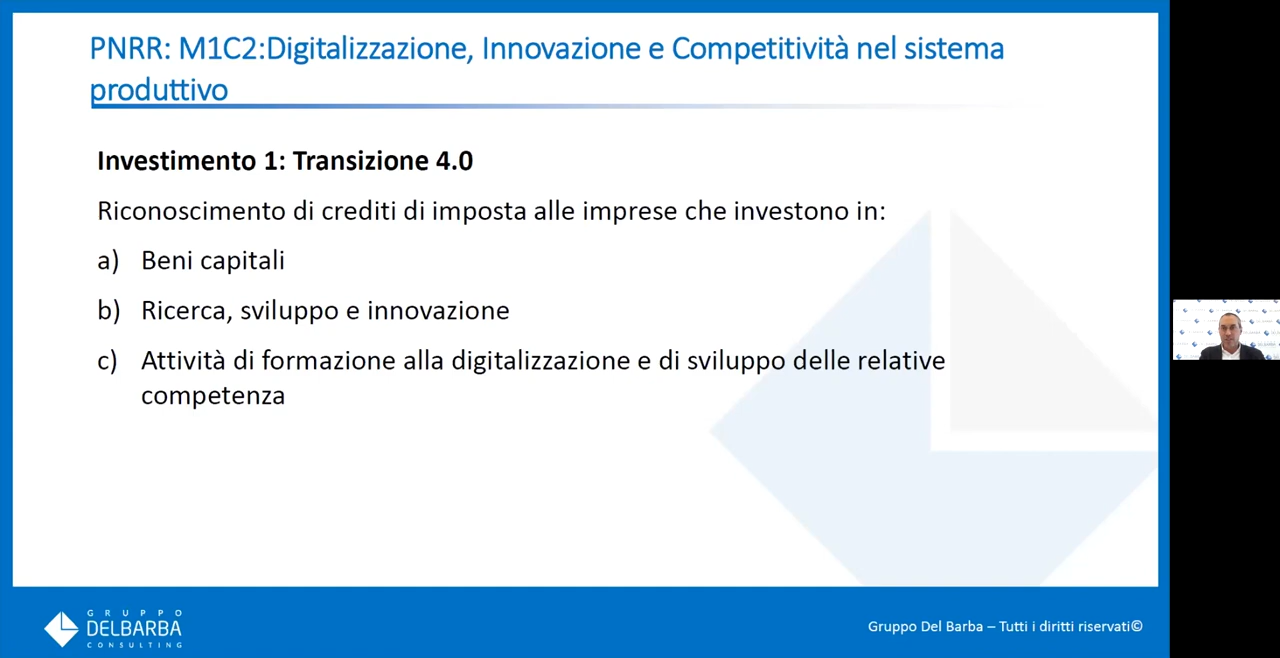 PNRR: M1C2:Digitalizzazione, Innovazione e Competitività nel sistema
produttivo
Investimento 1: Transizione 4.0
Riconoscimento di crediti di imposta alle imprese che investono in:
a) Beni capitali
b) Ricerca, sviluppo e innovazione
c) Attività di formazione alla digitalizzazione e di sviluppo delle relative
competenza
GRUPPO
DELBARBA
CONSULTING
Gruppo Del Barba – Tutti i diritti riservati©